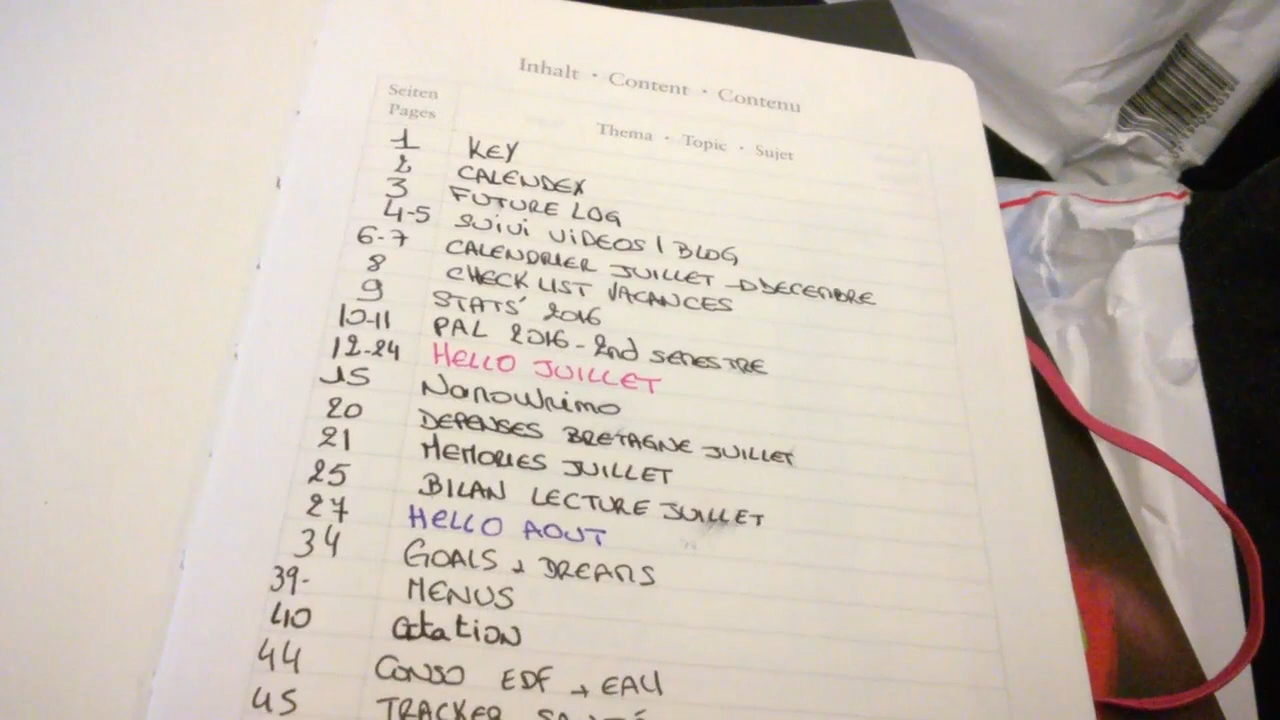 Inhalt · Content · Contenu
Seiten
Pages
Thema · Topic · Sujet
1 KEY
2 CALENDEX
3 FUTURE LOG
4-5 SUIVI VIDEOS / BLOG
6-7 CALENDRIER JUILLET → DECEMBRE
8 CHECK LIST VACANCES
9 STATS' 2016
10-11 PAL 2016 - 2nd SEMESTRE
12-24 HELLO JUILLET
15 Nanowrimo
20 DEPENSES BRETAGNE JUILLET
21 MEMORIES JUILLET
25 BILAN LECTURE JUILLET
27 HELLO AOUT
34 GOALS + DREAMS
39- MENUS
40 Citation
44 CONSO EDF + EAU
45 TRACKER SANTÉ